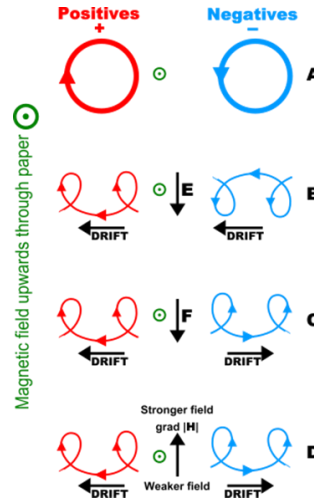 Positives
+
Negatives
−
A
Magnetic field upwards through paper
E
B
DRIFT
DRIFT
F
C
DRIFT
DRIFT
Stronger field
grad |H|
Weaker field
D
DRIFT
DRIFT